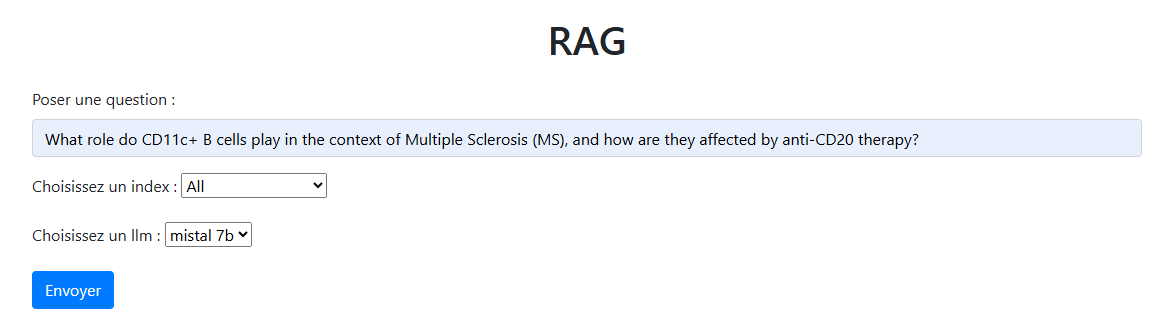 RAG
Poser une question :
What role do CD11c+ B cells play in the context of Multiple Sclerosis (MS), and how are they affected by anti-CD20 therapy?
Choisissez un index : All
Choisissez un llm : mistal 7b
Envoyer